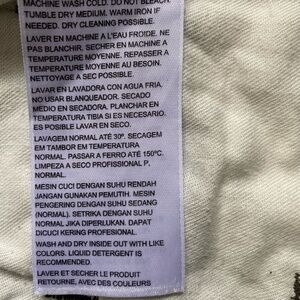 MACHINE WASH COLD. DO NOT BLEACH.
TUMBLE DRY MEDIUM. WARM IRON IF
NEEDED. DRY CLEANING POSSIBLE.
LAVER EN MACHINE A L'EAU FROIDE. NE
PAS BLANCHIR. SECHER EN MACHINE A
TEMPERATURE MOYENNE. REPASSER A
TEMPERATURE MOYENNE AU BESOIN.
NETTOYAGE A SEC POSSIBLE.
LAVAR EN LAVADORA CON AGUA FRIA.
NO USAR BLANQUEADOR. SECADO
MEDIO EN SECADORA. PLANCHAR EN
TEMPERATURA TIBIA SI ES NECESARIO.
ES POSIBLE LAVAR EN SECO.
LAVAGEM NORMAL ATÉ 30º. SECAGEM
EM TAMBOR EM TEMPERATURA
NORMAL. PASSAR A FERRO ATÉ 150ºC.
LIMPEZA A SECO PROFISSIONAL P.
NORMAL.
MESIN CUCI DENGAN SUHU RENDAH
JANGAN GUNAKAN PEMUTIH. MESIN
PENGERING DENGAN SUHU SEDANG
(NORMAL). SETRIKA DENGAN SUHU
NORMAL JIKA DIPERLUKAN. DAPAT
DICUCI KERING PROFESSIONAL.
WASH AND DRY INSIDE OUT WITH LIKE
COLORS. LIQUID DETERGENT IS
RECOMMENDED.
LAVER ET SECHER LE PRODUIT
RETOURNE, AVEC DES COULEURS